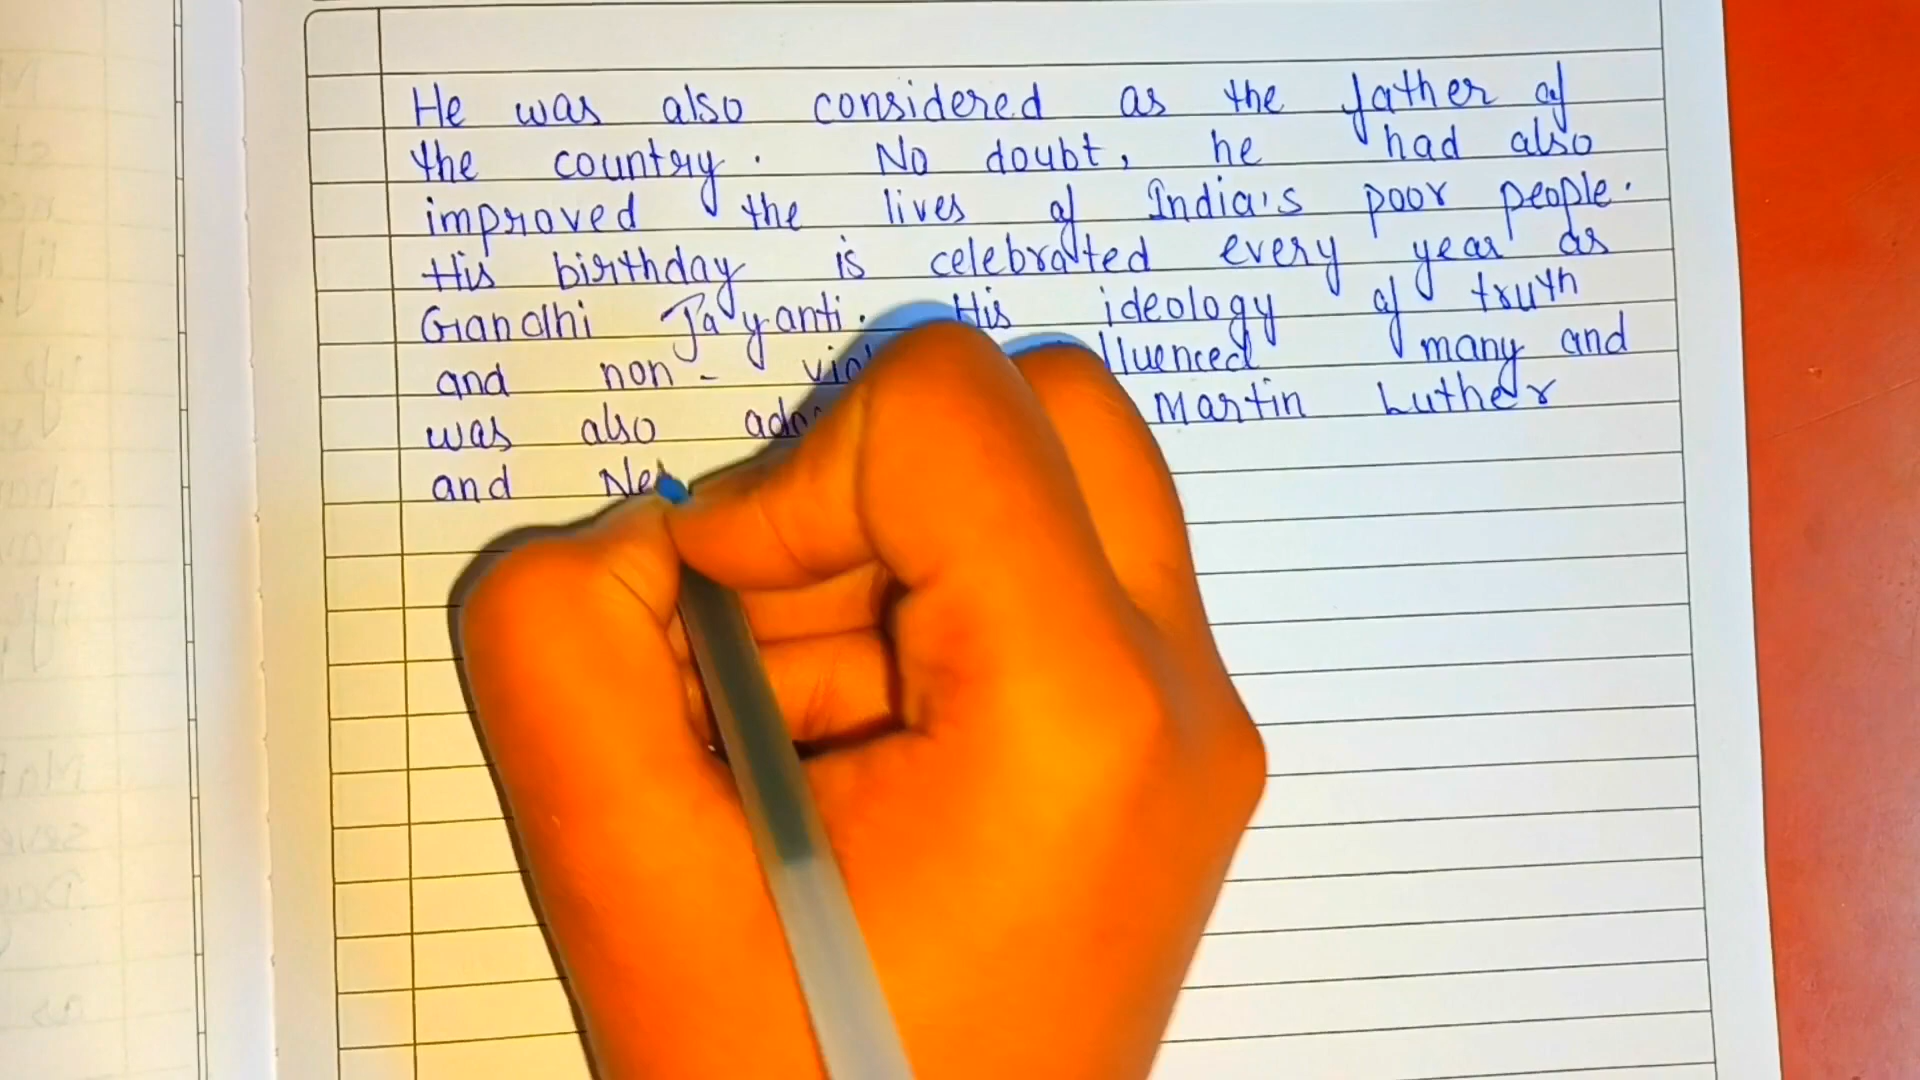 He was also considered as the father of
the country. No doubt, he had also
improved the lives of India's poor people.
His birthday is celebrated every year as
Gandhi Jayanti. His ideology of truth
and non - many and
was also Martin Luther
and